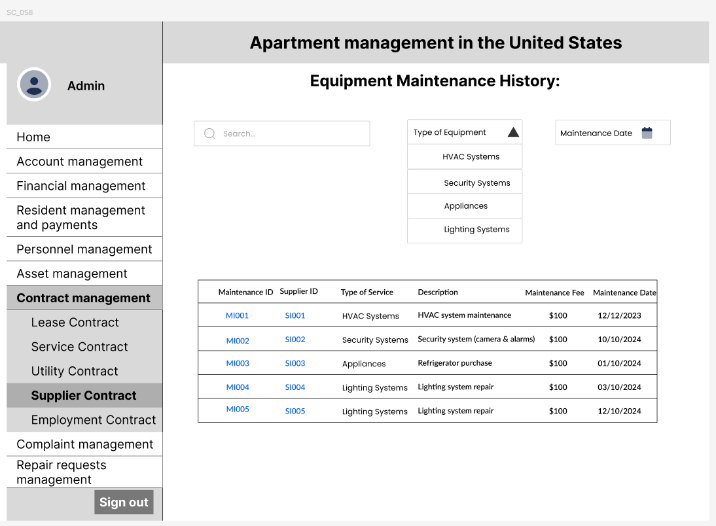 SC_058
Apartment management in the United States
Admin
Equipment Maintenance History:
Search...
Type of Equipment
Maintenance Date
HVAC Systems
Security Systems
Appliances
Lighting Systems
Home
Account management
Financial management
Resident management
and payments
Personnel management
Asset management
Contract management
Lease Contract
Service Contract
Utility Contract
Supplier Contract
Employment Contract
Complaint management
Repair requests
management
Sign out
Maintenance ID Supplier ID Type of Service Description Maintenance Fee Maintenance Date
MI001 SI001 HVAC Systems HVAC system maintenance $100 12/12/2023
MI002 SI002 Security Systems Security system (camera & alarms) $100 10/10/2024
MI003 SI003 Appliances Refrigerator purchase $100 01/10/2024
MI004 SI004 Lighting Systems Lighting system repair $100 03/10/2024
MI005 SI005 Lighting Systems Lighting system repair $100 12/10/2024